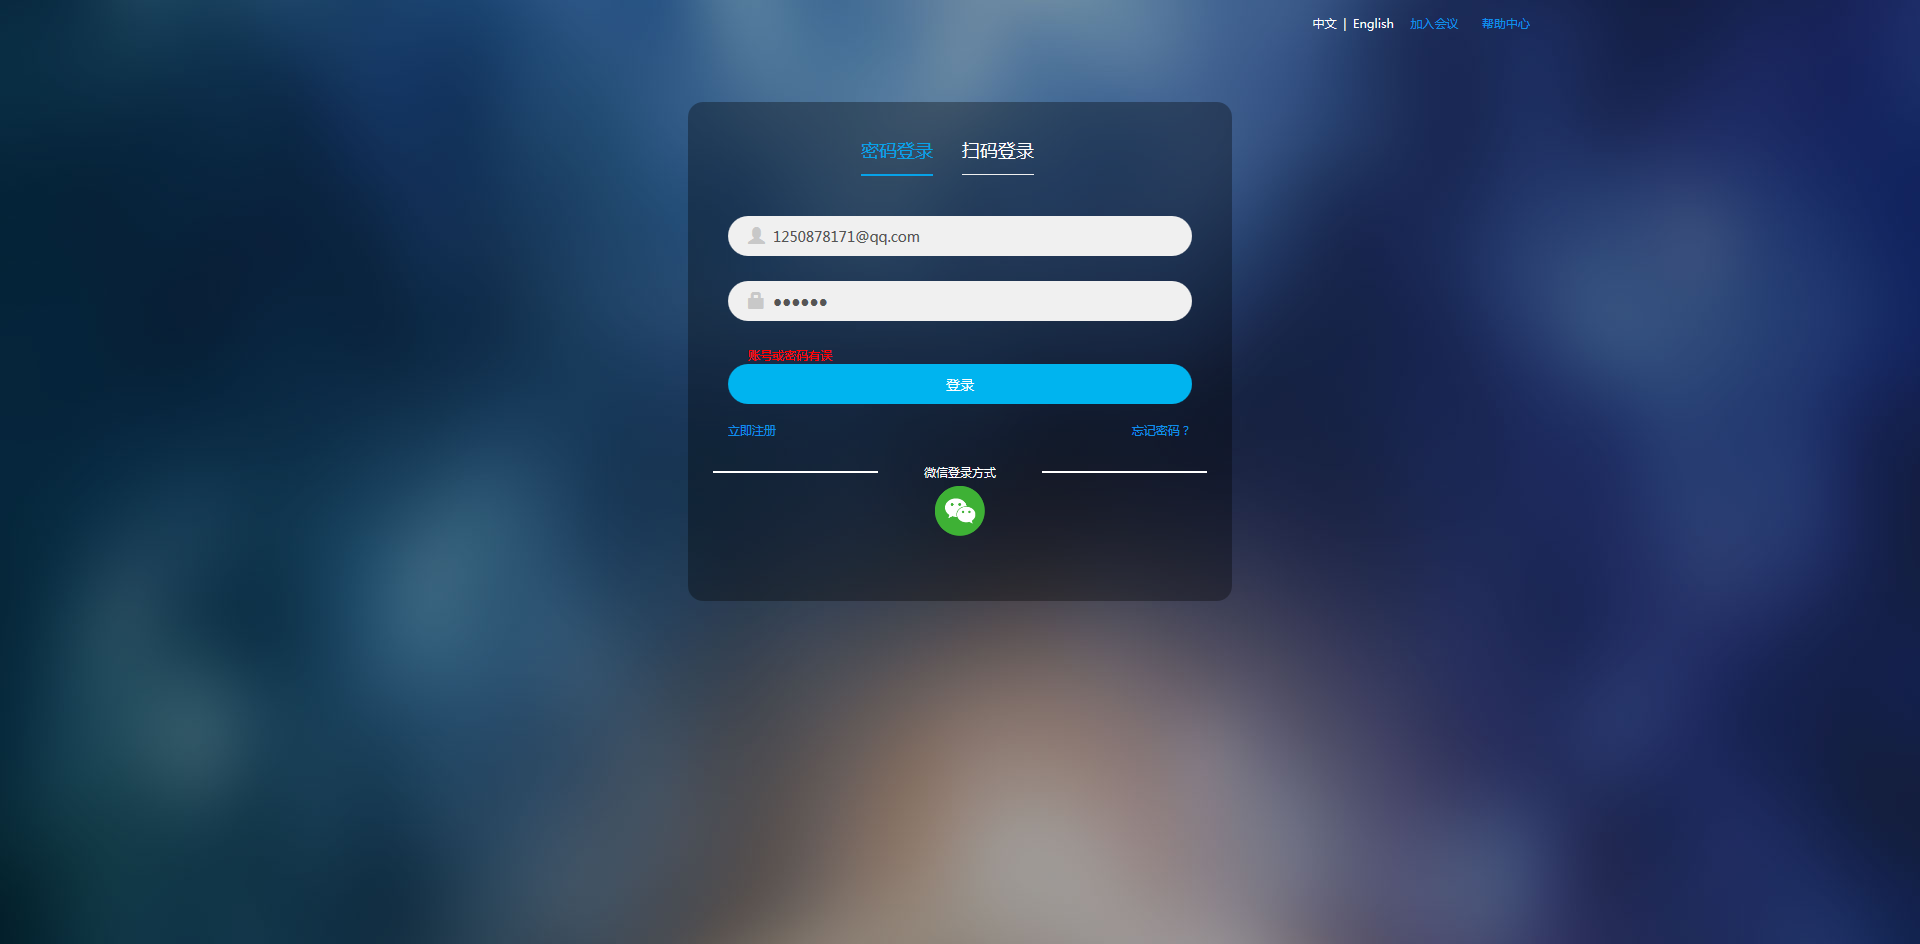 中文 | English 加入会议 帮助中心
密码登录 扫码登录
1250878171@qq.com
●●●●●●
账号或密码有误
登录
立即注册 忘记密码？
微信登录方式